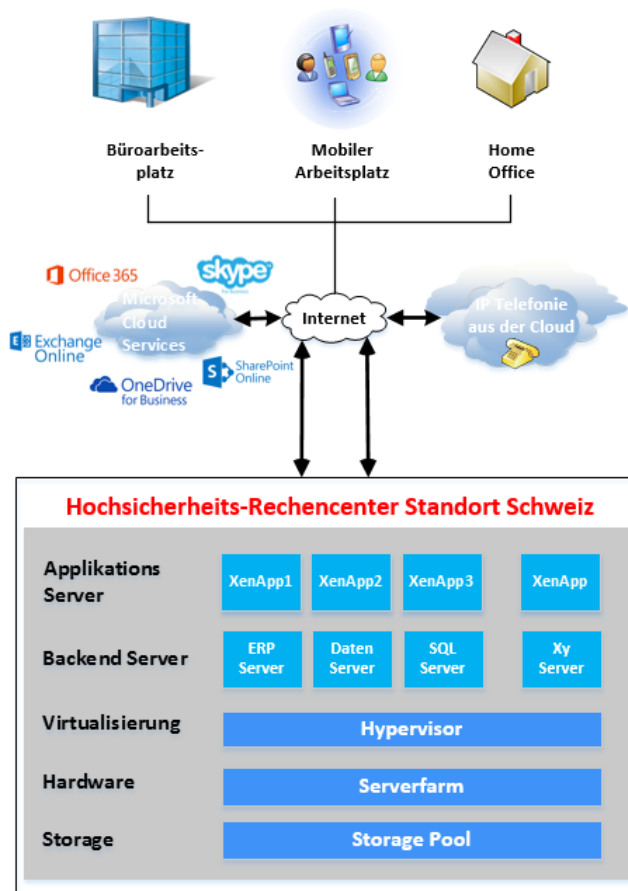 Büroarbeits-
platz
Mobiler
Arbeitsplatz
Home
Office
Office 365
skype
for Business
Microsoft
Cloud
Services
Exchange
Online
OneDrive
for Business
SharePoint
Online
Internet
IP Telefonie
aus der Cloud
Hochsicherheits-Rechencenter Standort Schweiz
Applikations
Server
XenApp1
XenApp2
XenApp3
XenApp
Backend Server
ERP
Server
Daten
Server
SQL
Server
Xy
Server
Virtualisierung
Hypervisor
Hardware
Serverfarm
Storage
Storage Pool